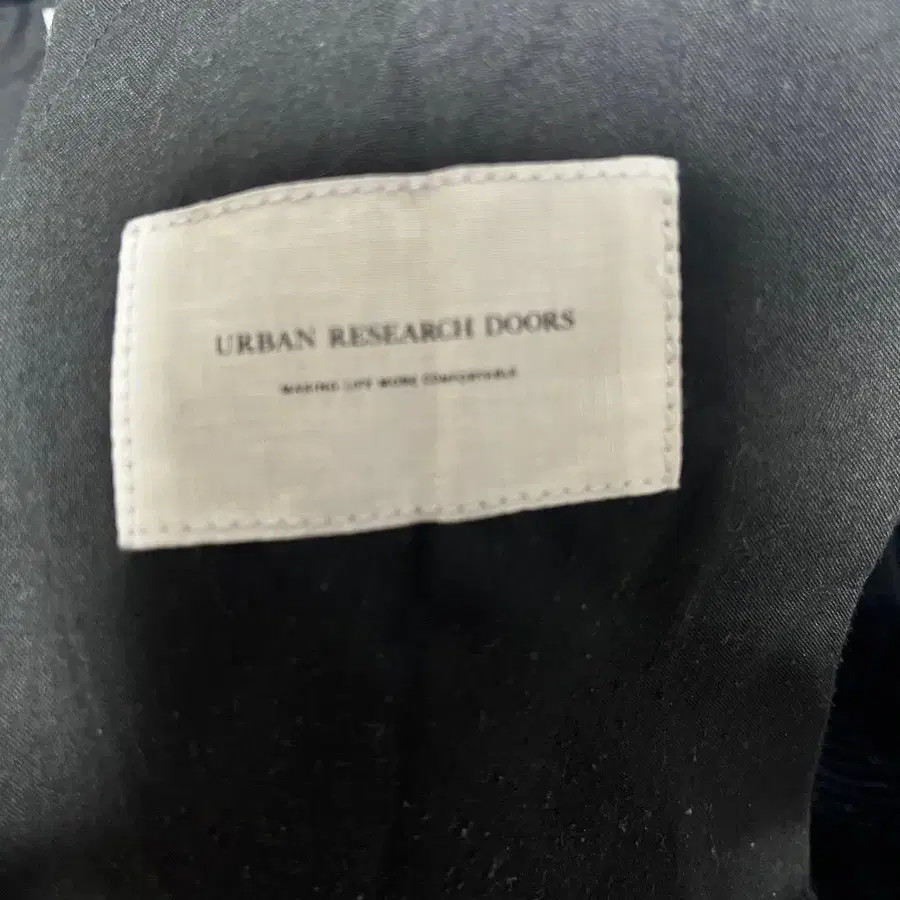 URBAN RESEARCH DOORS
MAKING LIFE MORE COMFORTABLE